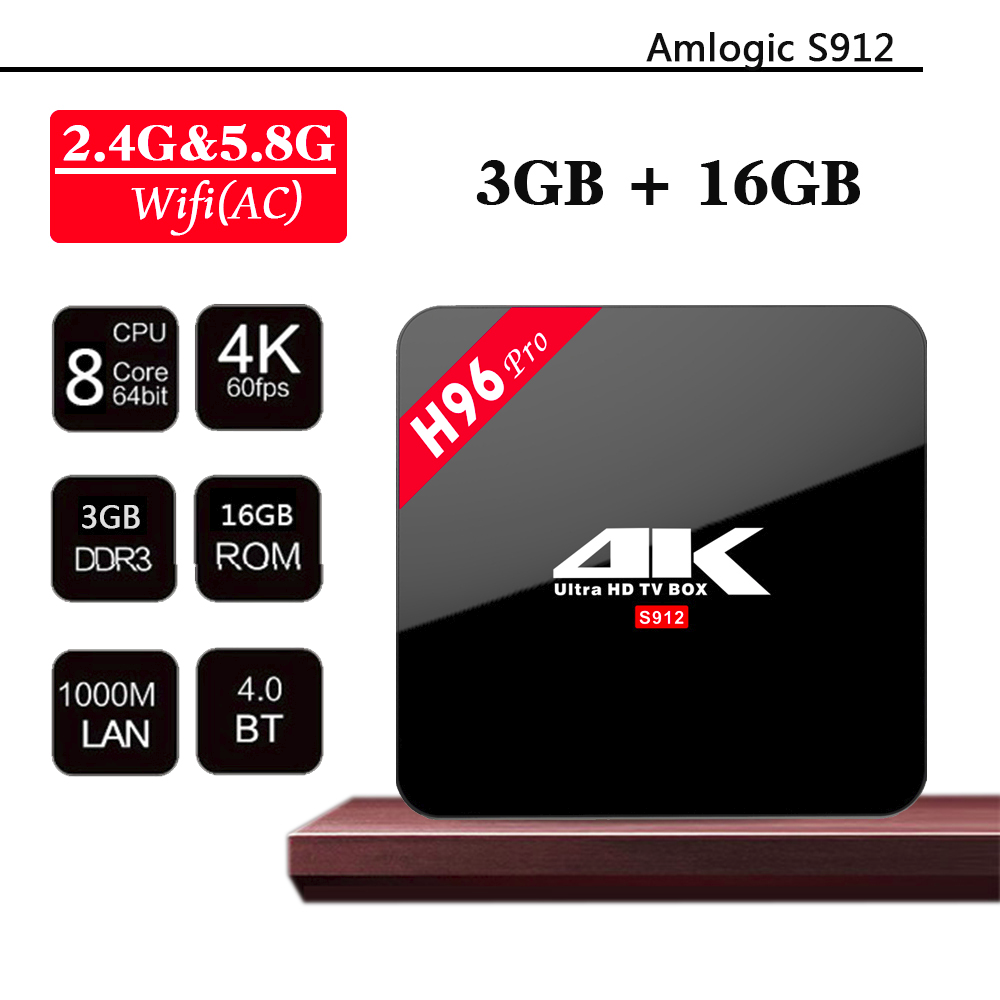 Amlogic S912
2.4G&5.8G
Wifi(AC)
3GB + 16GB
CPU
8 Core
64bit
4K
60fps
3GB
DDR3
16GB
ROM
1000M
LAN
4.0
BT
H96 Pro
4K
Ultra HD TV BOX
S912